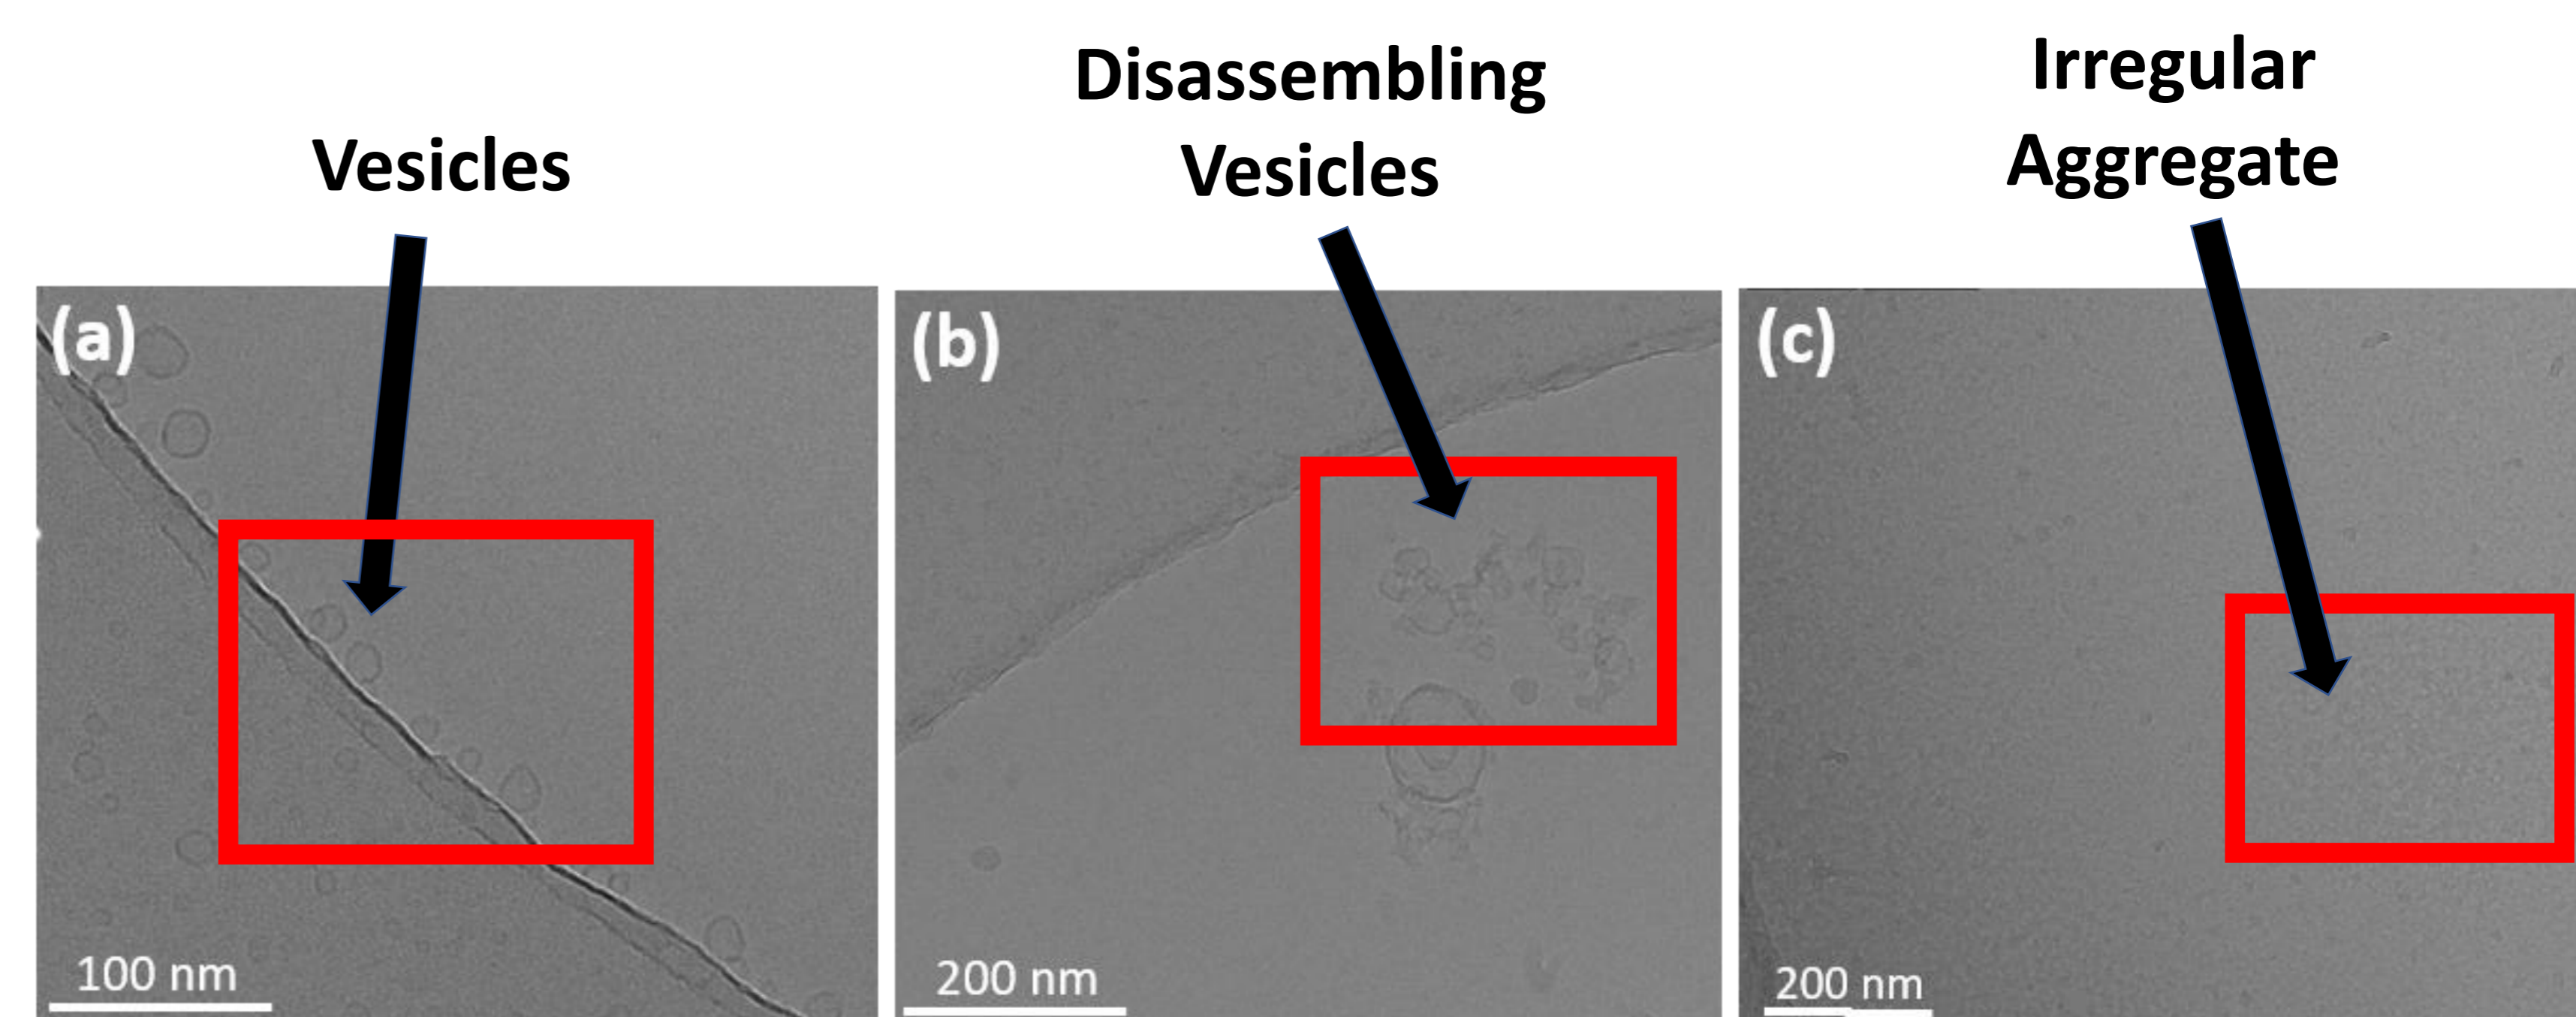 Vesicles
Disassembling
Vesicles
Irregular
Aggregate
(a)
(b)
(c)
100 nm
200 nm
200 nm